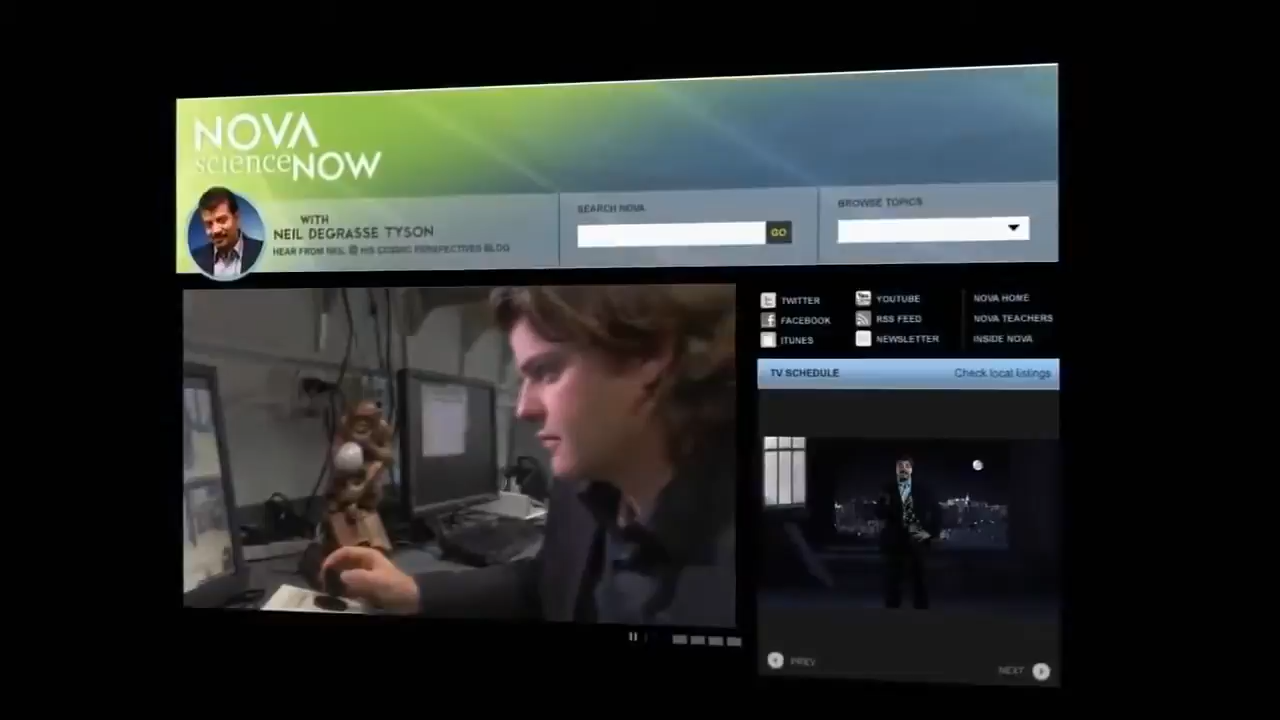 NOVA
scienceNOW
WITH
NEIL DEGRASSE TYSON
HEAR FROM NEIL @ HIS COSMIC PERSPECTIVES BLOG
SEARCH NOVA
GO
BROWSE TOPICS
TWITTER
FACEBOOK
ITUNES
YOUTUBE
RSS FEED
NEWSLETTER
NOVA HOME
NOVA TEACHERS
INSIDE NOVA
TV SCHEDULE
Check local listings
PREV
NEXT